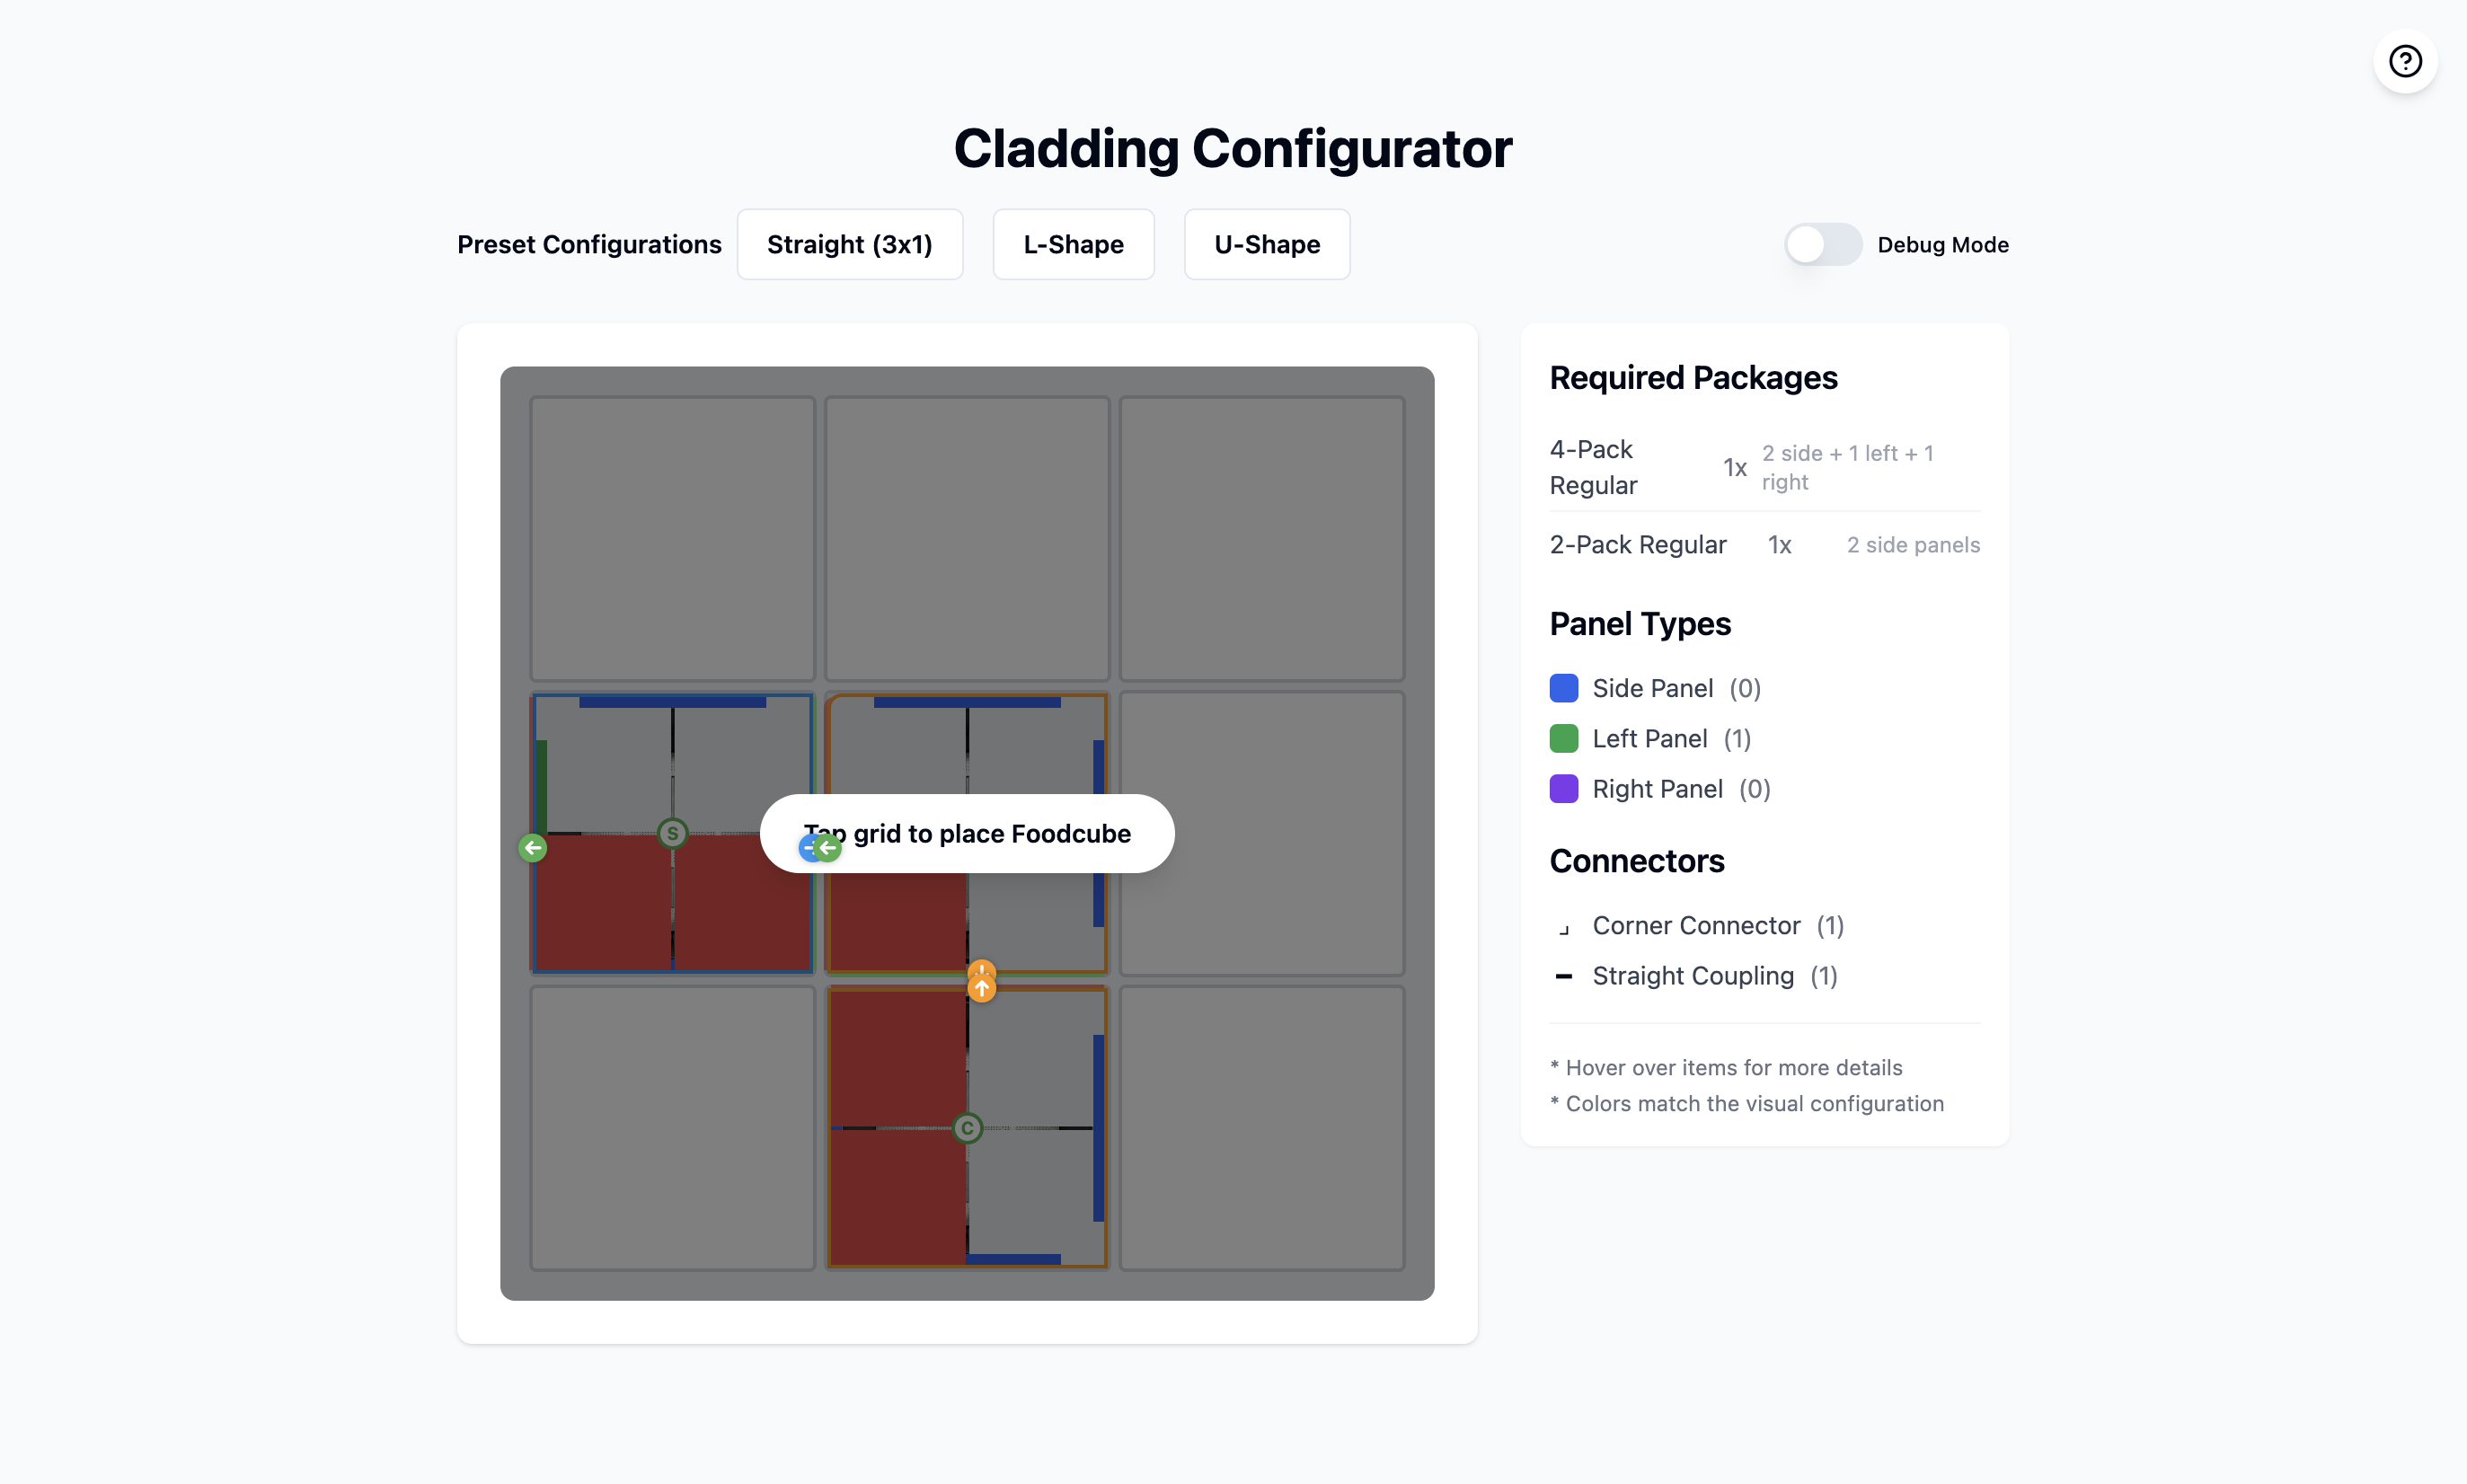 Cladding Configurator
Preset Configurations
Straight (3x1)
L-Shape
U-Shape
Debug Mode
Tap grid to place Foodcube
S
C
Required Packages
4-Pack
Regular
1x
2 side + 1 left + 1
right
2-Pack Regular
1x
2 side panels
Panel Types
Side Panel (0)
Left Panel (1)
Right Panel (0)
Connectors
Corner Connector (1)
Straight Coupling (1)
* Hover over items for more details
* Colors match the visual configuration